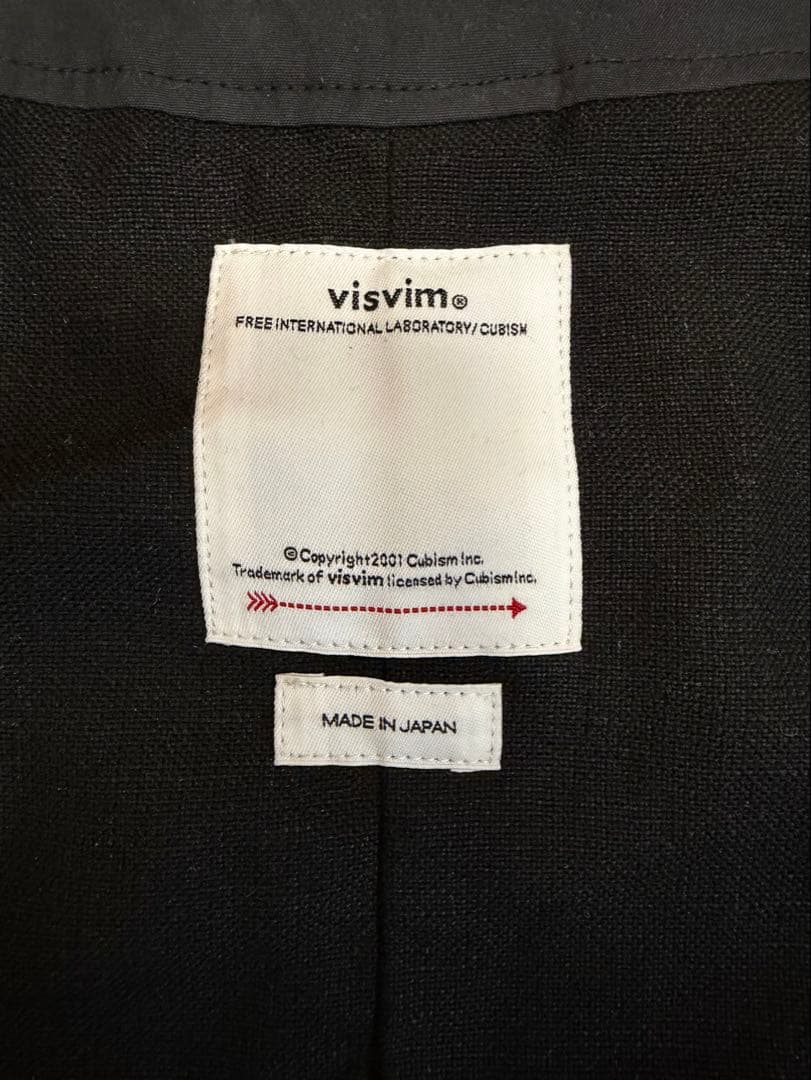 visvim®
FREE INTERNATIONAL LABORATORY/CUBISM
©Copyright2001 Cubism Inc.
Trademark of visvim licensed by Cubism Inc.
MADE IN JAPAN